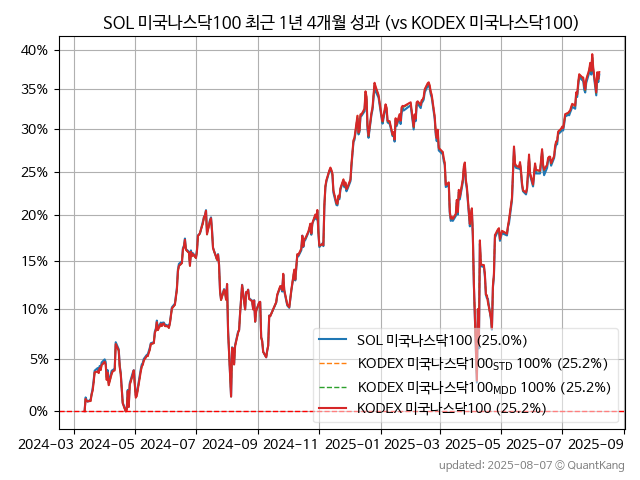 SOL 미국나스닥100 최근 1년 4개월 성과 (vs KODEX 미국나스닥100)
40%
35%
30%
25%
20%
15%
10%
5%
0%
SOL 미국나스닥100 (25.0%)
KODEX 미국나스닥100STD 100% (25.2%)
KODEX 미국나스닥100MDD 100% (25.2%)
KODEX 미국나스닥100 (25.2%)
2024-03 2024-05 2024-07 2024-09 2024-11 2025-01 2025-03 2025-05 2025-07 2025-09
updated: 2025-08-07 © QuantKang